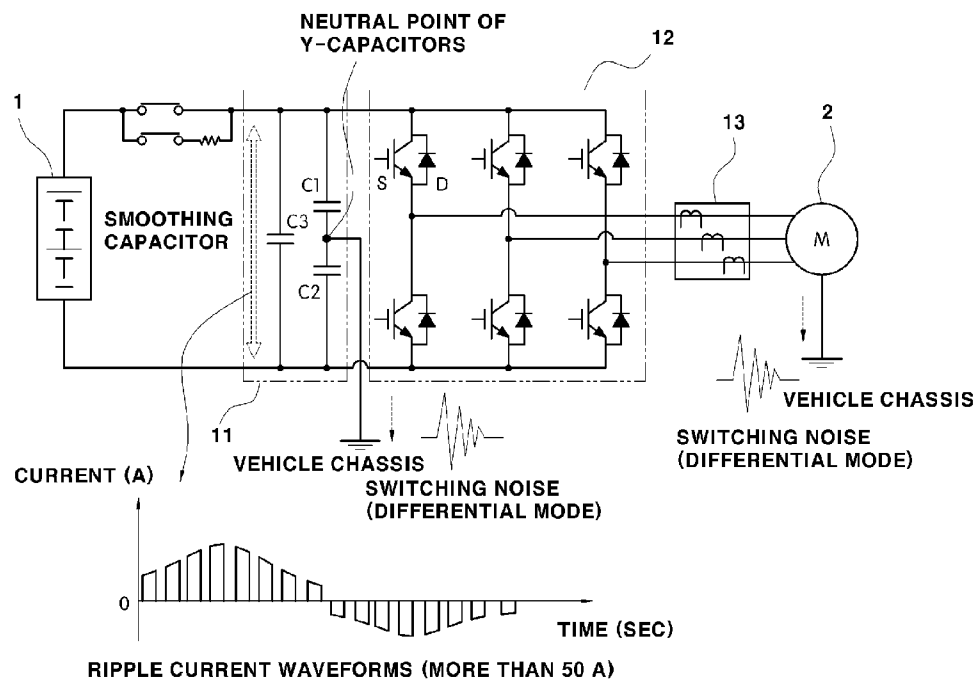 NEUTRAL POINT OF
Y-CAPACITORS
12
1
13
2
S
D
C1
SMOOTHING
CAPACITOR
C3
M
C2
VEHICLE CHASSIS
11
VEHICLE CHASSIS
SWITCHING NOISE
(DIFFERENTIAL MODE)
CURRENT (A)
SWITCHING NOISE
(DIFFERENTIAL MODE)
0
TIME (SEC)
RIPPLE CURRENT WAVEFORMS (MORE THAN 50 A)